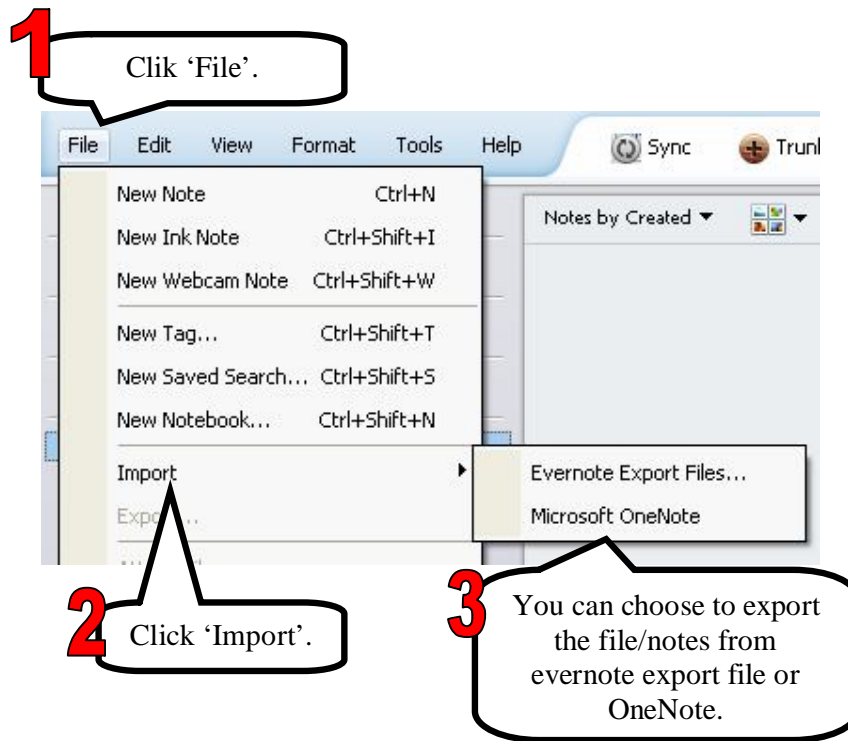 1
Clik ‘File’.
File Edit View Format Tools Help Sync
New Note Ctrl+N
New Ink Note Ctrl+Shift+I
Notes by Created
New Webcam Note Ctrl+Shift+W
New Tag... Ctrl+Shift+T
New Saved Search... Ctrl+Shift+S
New Notebook... Ctrl+Shift+N
Import
Evernote Export Files...
Microsoft OneNote
2
Click ‘Import’.
3
You can choose to export
the file/notes from
evernote export file or
OneNote.